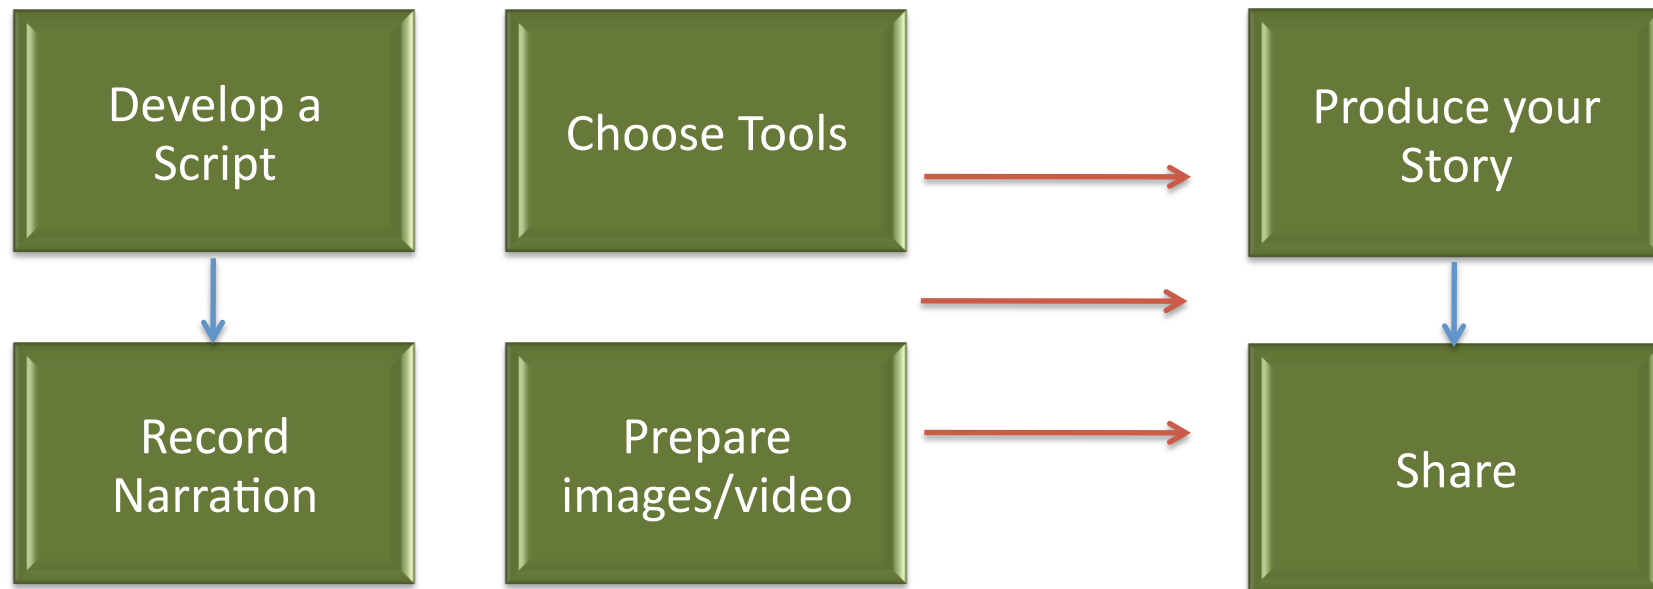 Develop a
Script
Choose Tools
Produce your
Story
Record
Narration
Prepare
images/video
Share